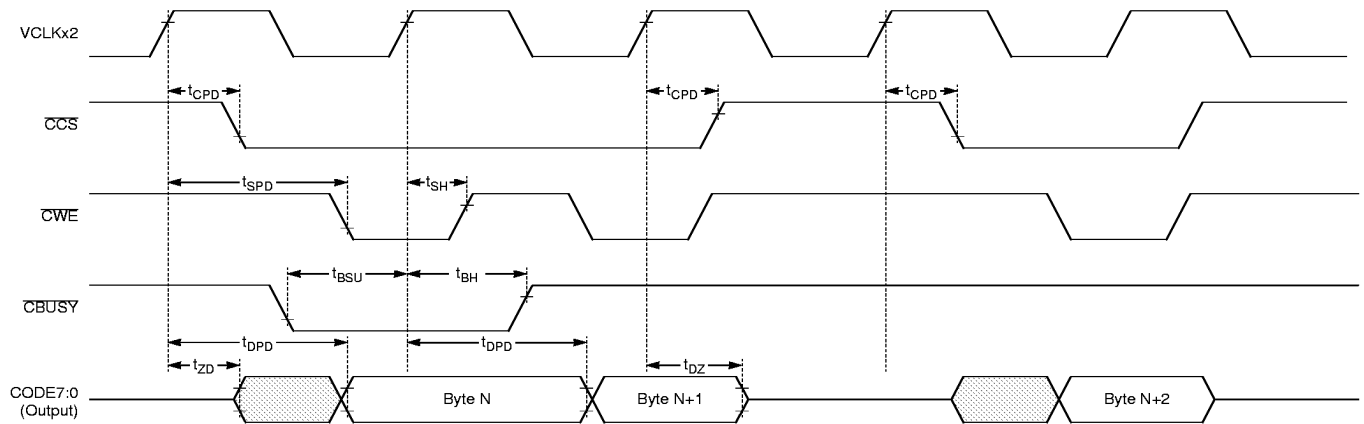 VCLKx2
tCPD tCPD tCPD
CCS
tSPD tSH
CWE
tBSU tBH
CBUSY
tDPD tDPD
tZD tDZ
CODE7:0
(Output)
Byte N Byte N+1 Byte N+2